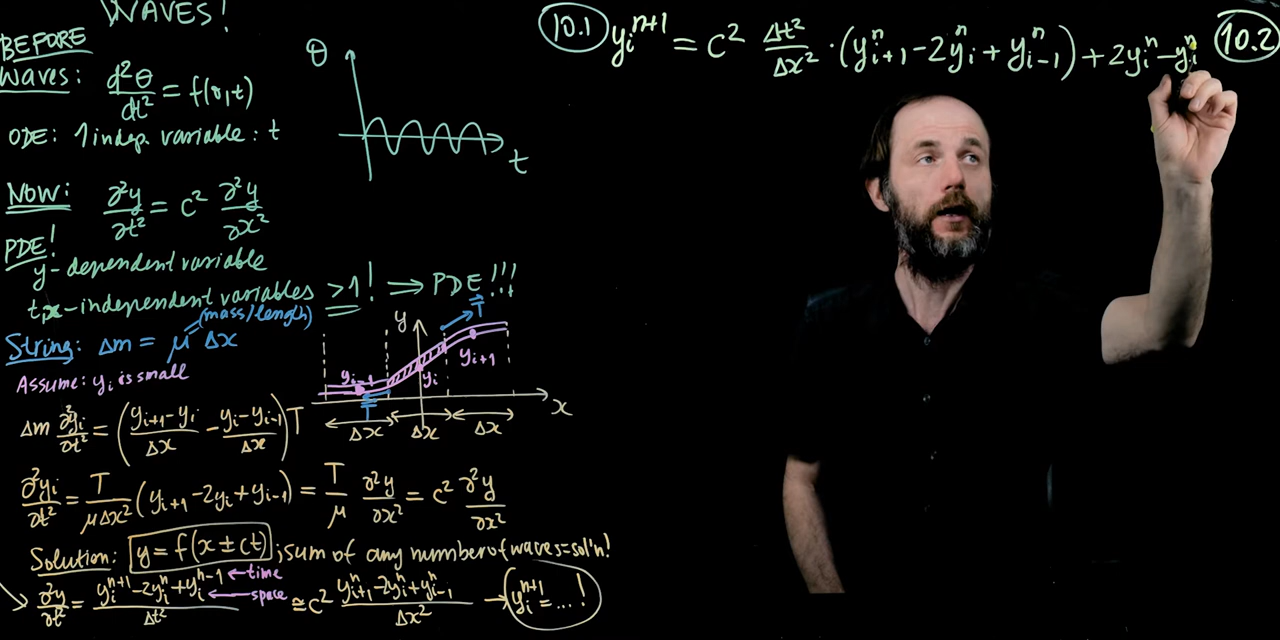 WAVES!
BEFORE
Waves: d²θ/dt² = f(θ,t)
ODE: 1 indep. variable: t
θ
t
NOW: ∂²y/∂t² = c² ∂²y/∂x²
PDE!
y - dependent variable
t,x - independent variables >1! ⟹ PDE!!!
(mass/length)
String: Δm = μ Δx
Assume: yᵢ is small
y
T
yᵢ₋₁
yᵢ
yᵢ₊₁
T
x
Δx Δx Δx
Δm ∂²yᵢ/∂t² = ((yᵢ₊₁ - yᵢ)/Δx - (yᵢ - yᵢ₋₁)/Δx) T
∂²yᵢ/∂t² = T/(μΔx²) (yᵢ₊₁ - 2yᵢ + yᵢ₋₁) = T/μ ∂²y/∂x² = c² ∂²y/∂x²
Solution: y = f(x ± ct) ; sum of any number of waves = sol'n!
∂²y/∂t² = (yᵢⁿ⁺¹ - 2yᵢⁿ + yᵢⁿ⁻¹)/Δt² ← time ← space ≅ c² (yᵢ₊₁ⁿ - 2yᵢⁿ + yᵢ₋₁ⁿ)/Δx² → yᵢⁿ⁺¹ = ... !
10.1 yᵢⁿ⁺¹ = c² Δt²/Δx² · (yᵢ₊₁ⁿ - 2yᵢⁿ + yᵢ₋₁ⁿ) + 2yᵢⁿ - yᵢⁿ 10.2